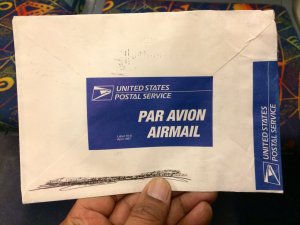 UNITED STATES
POSTAL SERVICE
PAR AVION
AIRMAIL
UNITED STATES
POSTAL SERVICE